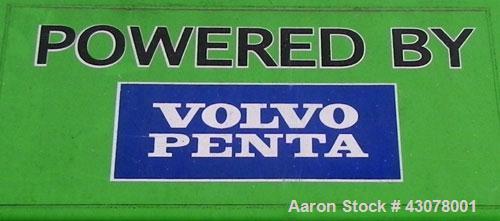 POWERED BY
VOLVO
PENTA
Aaron Stock # 43078001